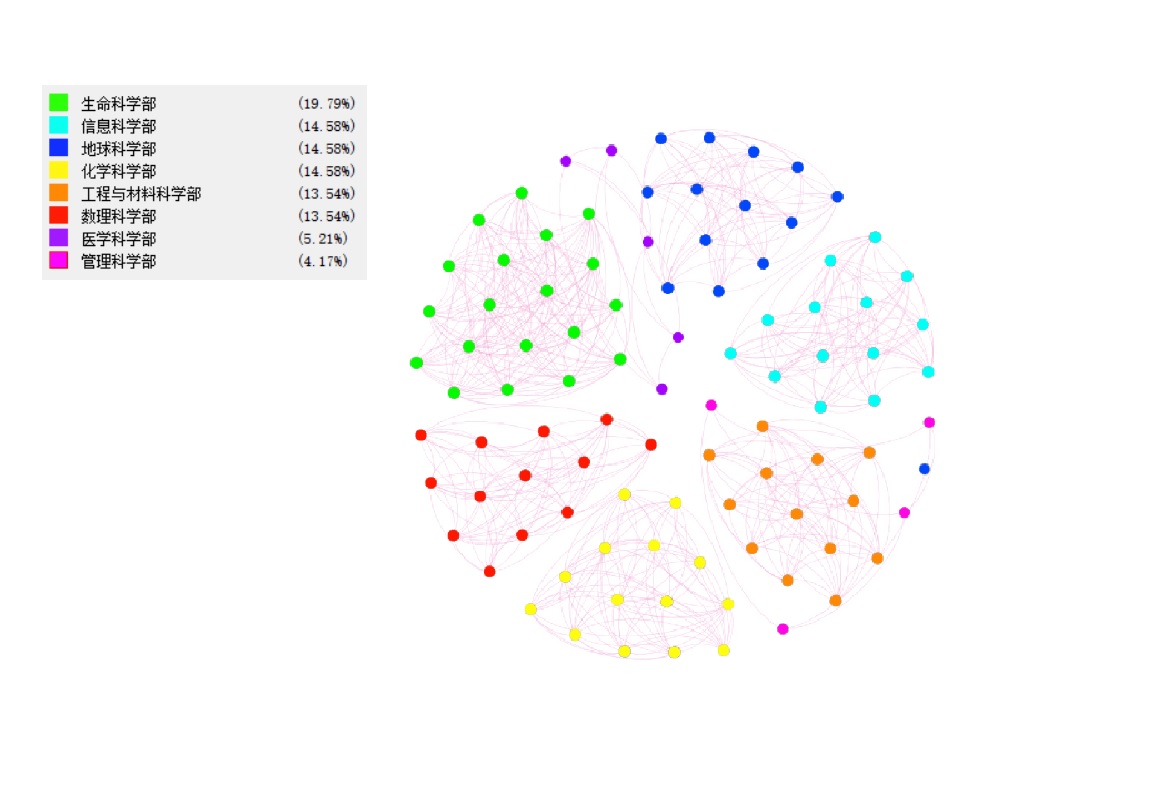 生命科学部 (19.79%)
信息科学部 (14.58%)
地球科学部 (14.58%)
化学科学部 (14.58%)
工程与材料科学部 (13.54%)
数理科学部 (13.54%)
医学科学部 (5.21%)
管理科学部 (4.17%)